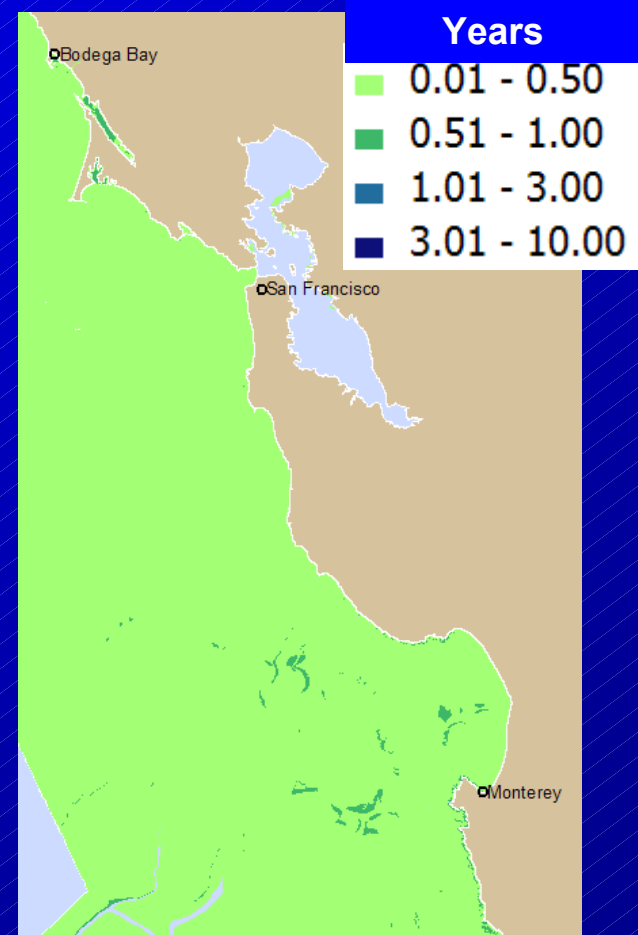 Years
0.01 - 0.50
0.51 - 1.00
1.01 - 3.00
3.01 - 10.00
Bodega Bay
San Francisco
Monterey